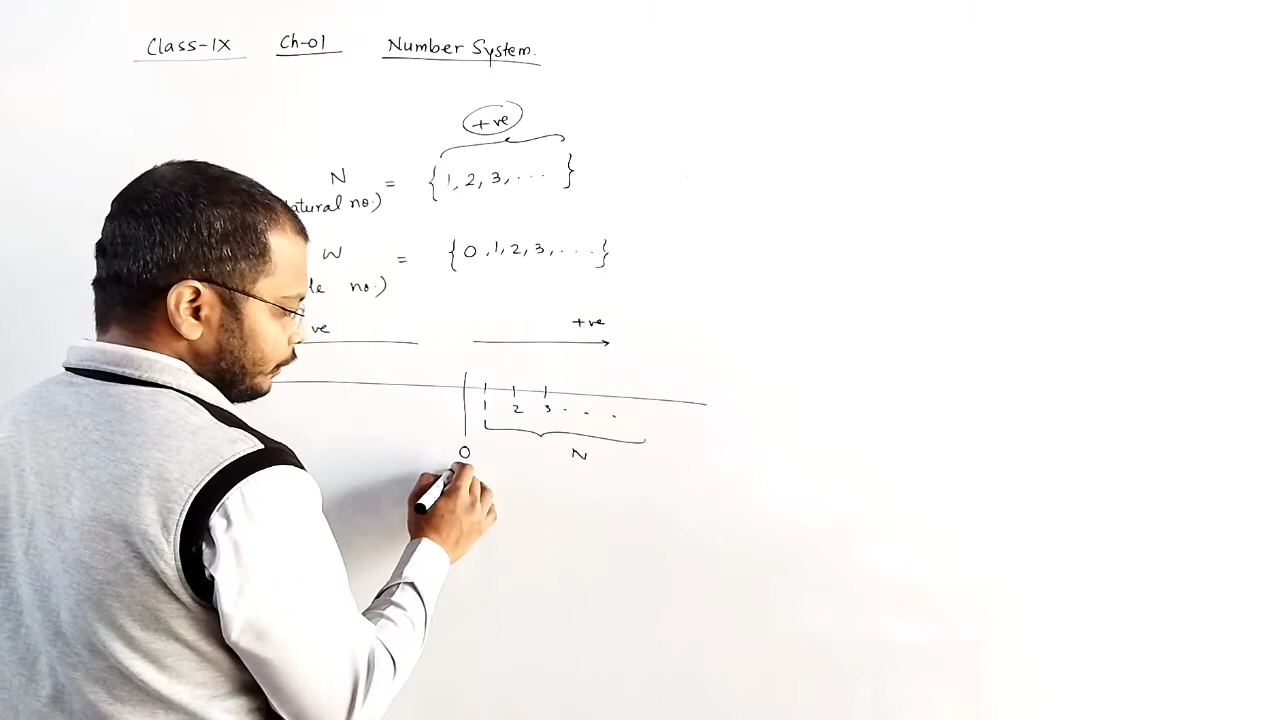 Class-IX Ch-01 Number System.
+ve
N = {1, 2, 3, ... }
no.)
W = {0, 1, 2, 3, .... }
no.)
ve +ve
1 2 3 . . .
0 N